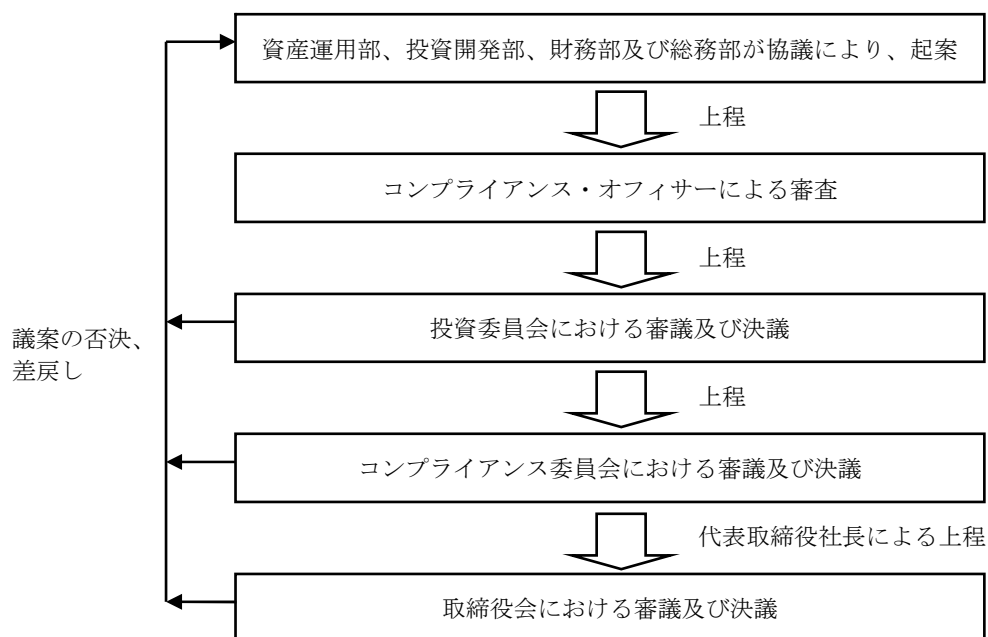 資産運用部、投資開発部、財務部及び総務部が協議により、起案
上程
コンプライアンス・オフィサーによる審査
上程
投資委員会における審議及び決議
議案の否決、
差戻し
上程
コンプライアンス委員会における審議及び決議
代表取締役社長による上程
取締役会における審議及び決議